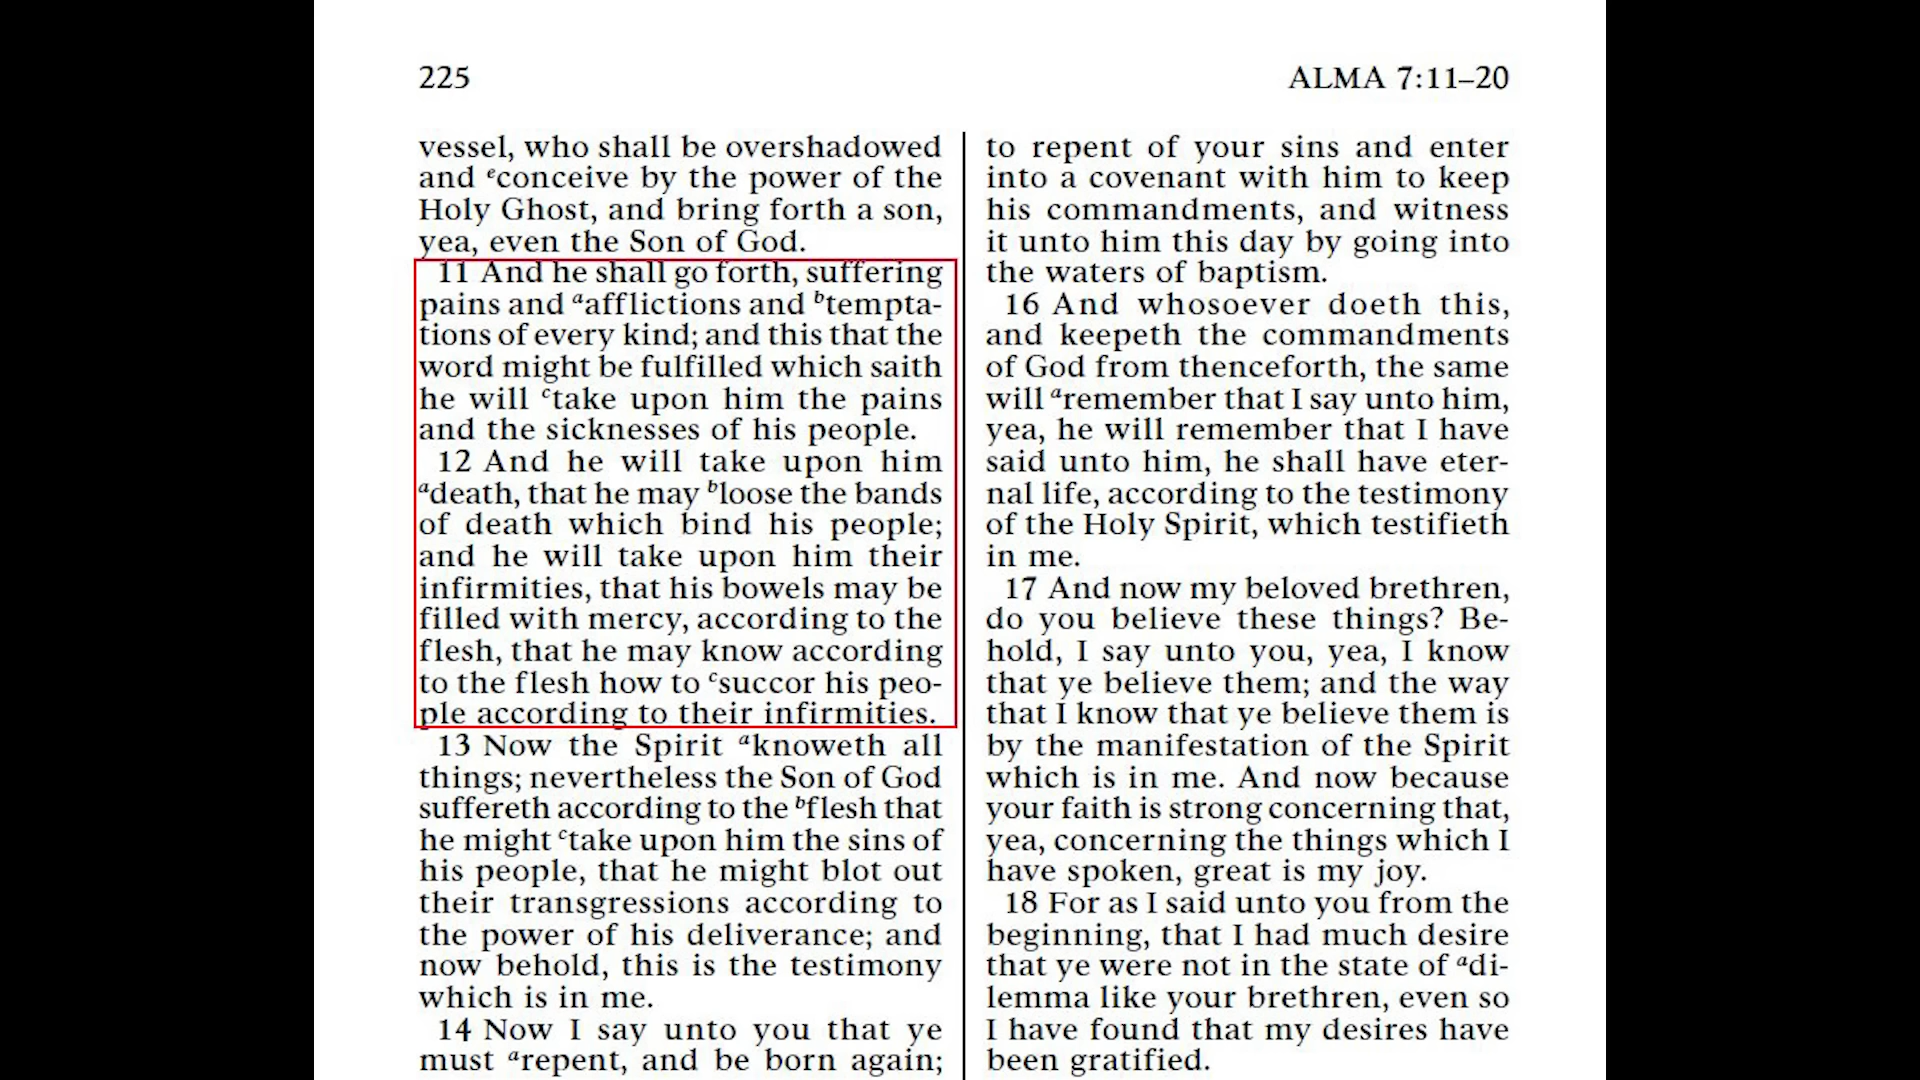 225
ALMA 7:11–20
vessel, who shall be overshadowed
and ᵉconceive by the power of the
Holy Ghost, and bring forth a son,
yea, even the Son of God.
11 And he shall go forth, suffering
pains and ᵃafflictions and ᵇtempta-
tions of every kind; and this that the
word might be fulfilled which saith
he will ᶜtake upon him the pains
and the sicknesses of his people.
12 And he will take upon him
ᵃdeath, that he may ᵇloose the bands
of death which bind his people;
and he will take upon him their
infirmities, that his bowels may be
filled with mercy, according to the
flesh, that he may know according
to the flesh how to ᶜsuccor his peo-
ple according to their infirmities.
13 Now the Spirit ᵃknoweth all
things; nevertheless the Son of God
suffereth according to the ᵇflesh that
he might ᶜtake upon him the sins of
his people, that he might blot out
their transgressions according to
the power of his deliverance; and
now behold, this is the testimony
which is in me.
14 Now I say unto you that ye
must ᵃrepent, and be born again;
to repent of your sins and enter
into a covenant with him to keep
his commandments, and witness
it unto him this day by going into
the waters of baptism.
16 And whosoever doeth this,
and keepeth the commandments
of God from thenceforth, the same
will ᵃremember that I say unto him,
yea, he will remember that I have
said unto him, he shall have eter-
nal life, according to the testimony
of the Holy Spirit, which testifieth
in me.
17 And now my beloved brethren,
do you believe these things? Be-
hold, I say unto you, yea, I know
that ye believe them; and the way
that I know that ye believe them is
by the manifestation of the Spirit
which is in me. And now because
your faith is strong concerning that,
yea, concerning the things which I
have spoken, great is my joy.
18 For as I said unto you from the
beginning, that I had much desire
that ye were not in the state of ᵃdi-
lemma like your brethren, even so
I have found that my desires have
been gratified.